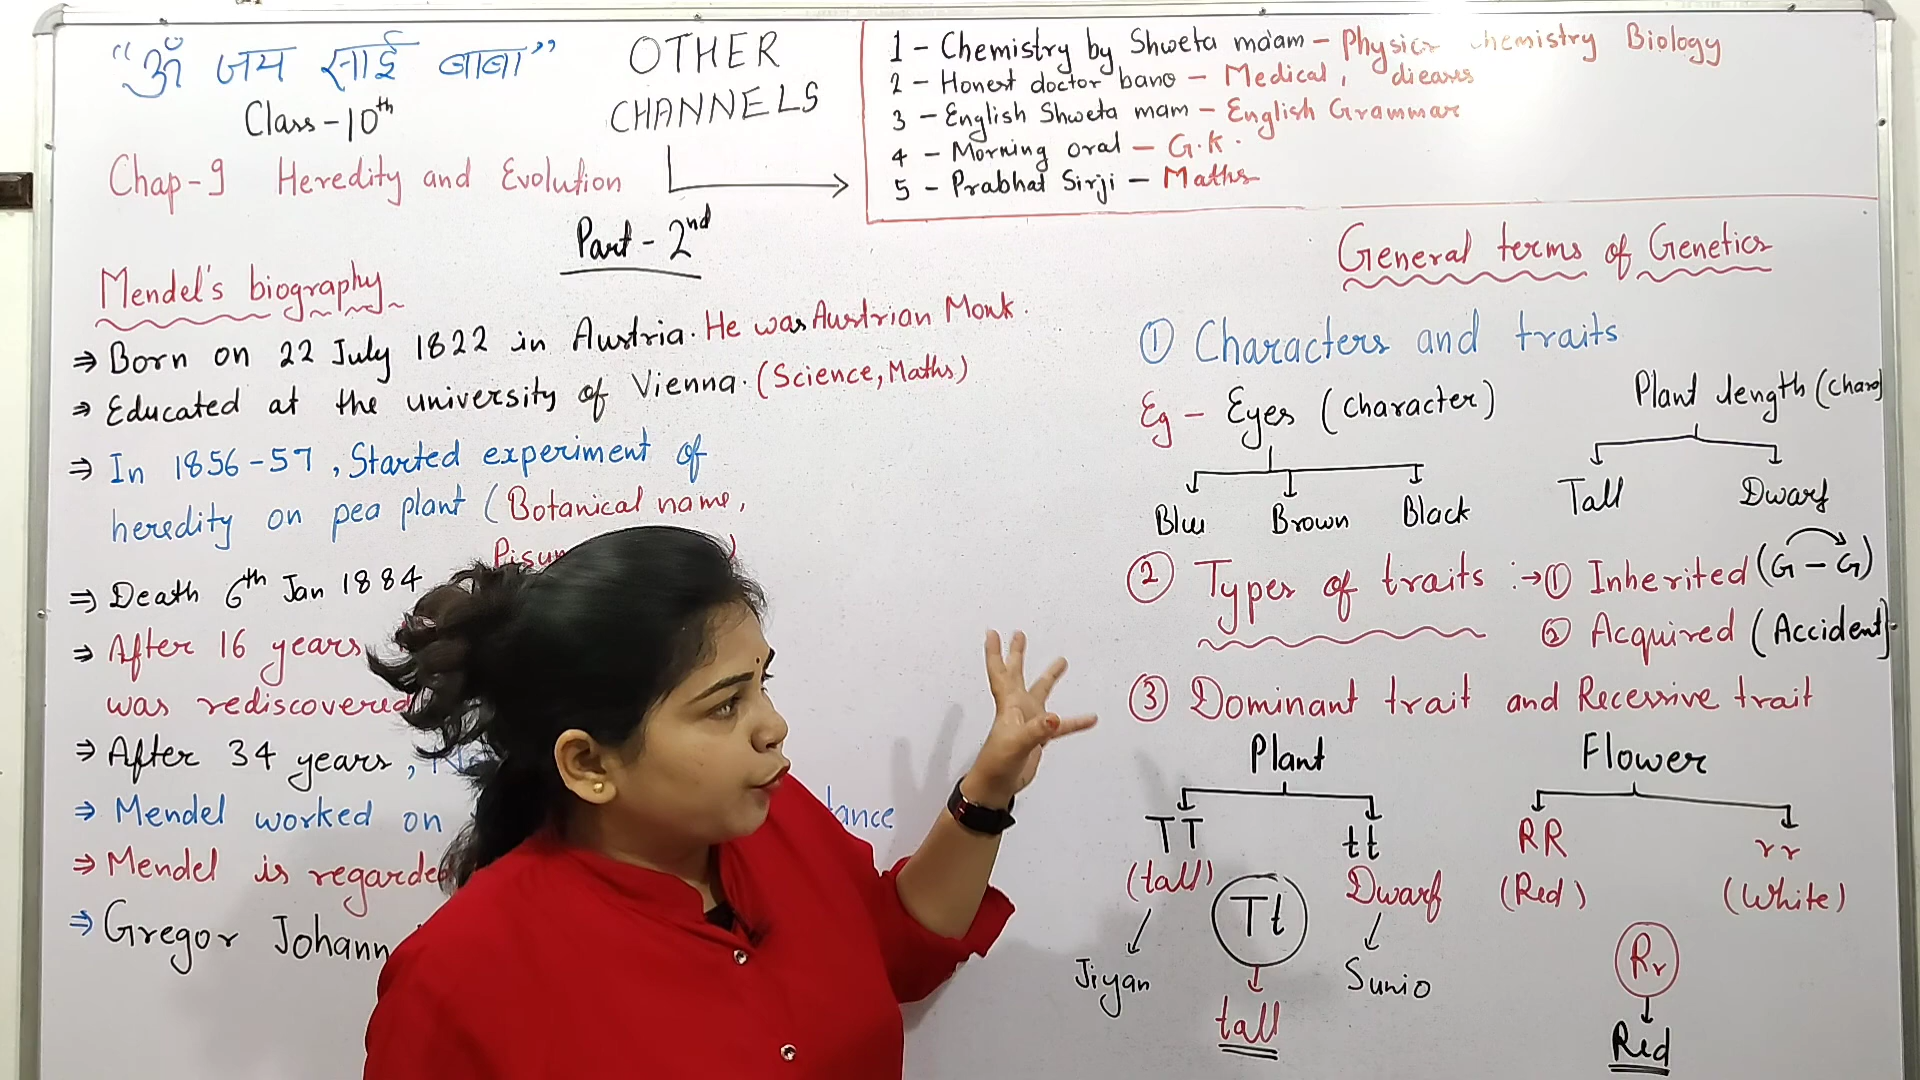 “ॐ जय साई बाबा”
Class-10th
Chap-9 Heredity and Evolution
OTHER
CHANNELS
1 - Chemistry by Shweta ma'am - Physics Chemistry Biology
2 - Honest doctor bano - Medical, dieares
3 - English Shweta mam - English Grammar
4 - Morning oral - G.K.
5 - Prabhat Sirji - Maths
Part - 2nd
Mendel's biography
⇒ Born on 22 July 1822 in Austria. He was Austrian Monk.
⇒ Educated at the university of Vienna. (Science, Maths)
⇒ In 1856-57, Started experiment of
heredity on pea plant (Botanical name,
Pisum )
⇒ Death 6th Jan 1884
⇒ After 16 years
was rediscovered
⇒ After 34 years,
⇒ Mendel worked on
⇒ Mendel is regarded
⇒ Gregor Johann
General terms of Genetics
① Characters and traits
Eg - Eyes (character)
Blue Brown Black
Plant length (Char)
Tall Dwarf
② Types of traits :→ ① Inherited (G - G)
② Acquired (Accident).
③ Dominant trait and Recessive trait
Plant
TT tt
(tall) Dwarf
Tt
Jiyan Sunio
tall
Flower
RR rr
(Red) (White)
Rr
Red